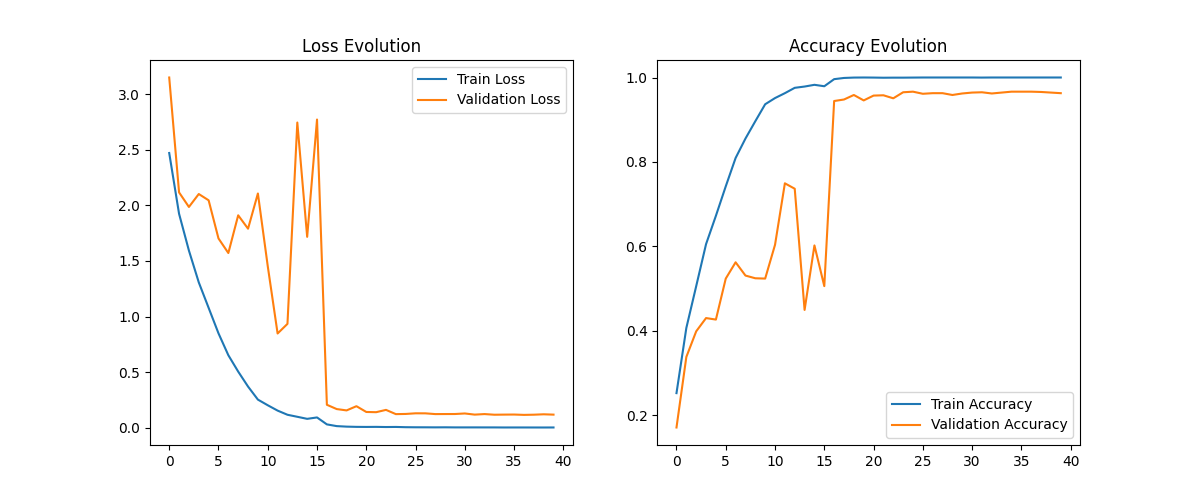 Loss Evolution
Train Loss
Validation Loss
3.0
2.5
2.0
1.5
1.0
0.5
0.0
0 5 10 15 20 25 30 35 40
Accuracy Evolution
1.0
0.8
0.6
0.4
0.2
Train Accuracy
Validation Accuracy
0 5 10 15 20 25 30 35 40